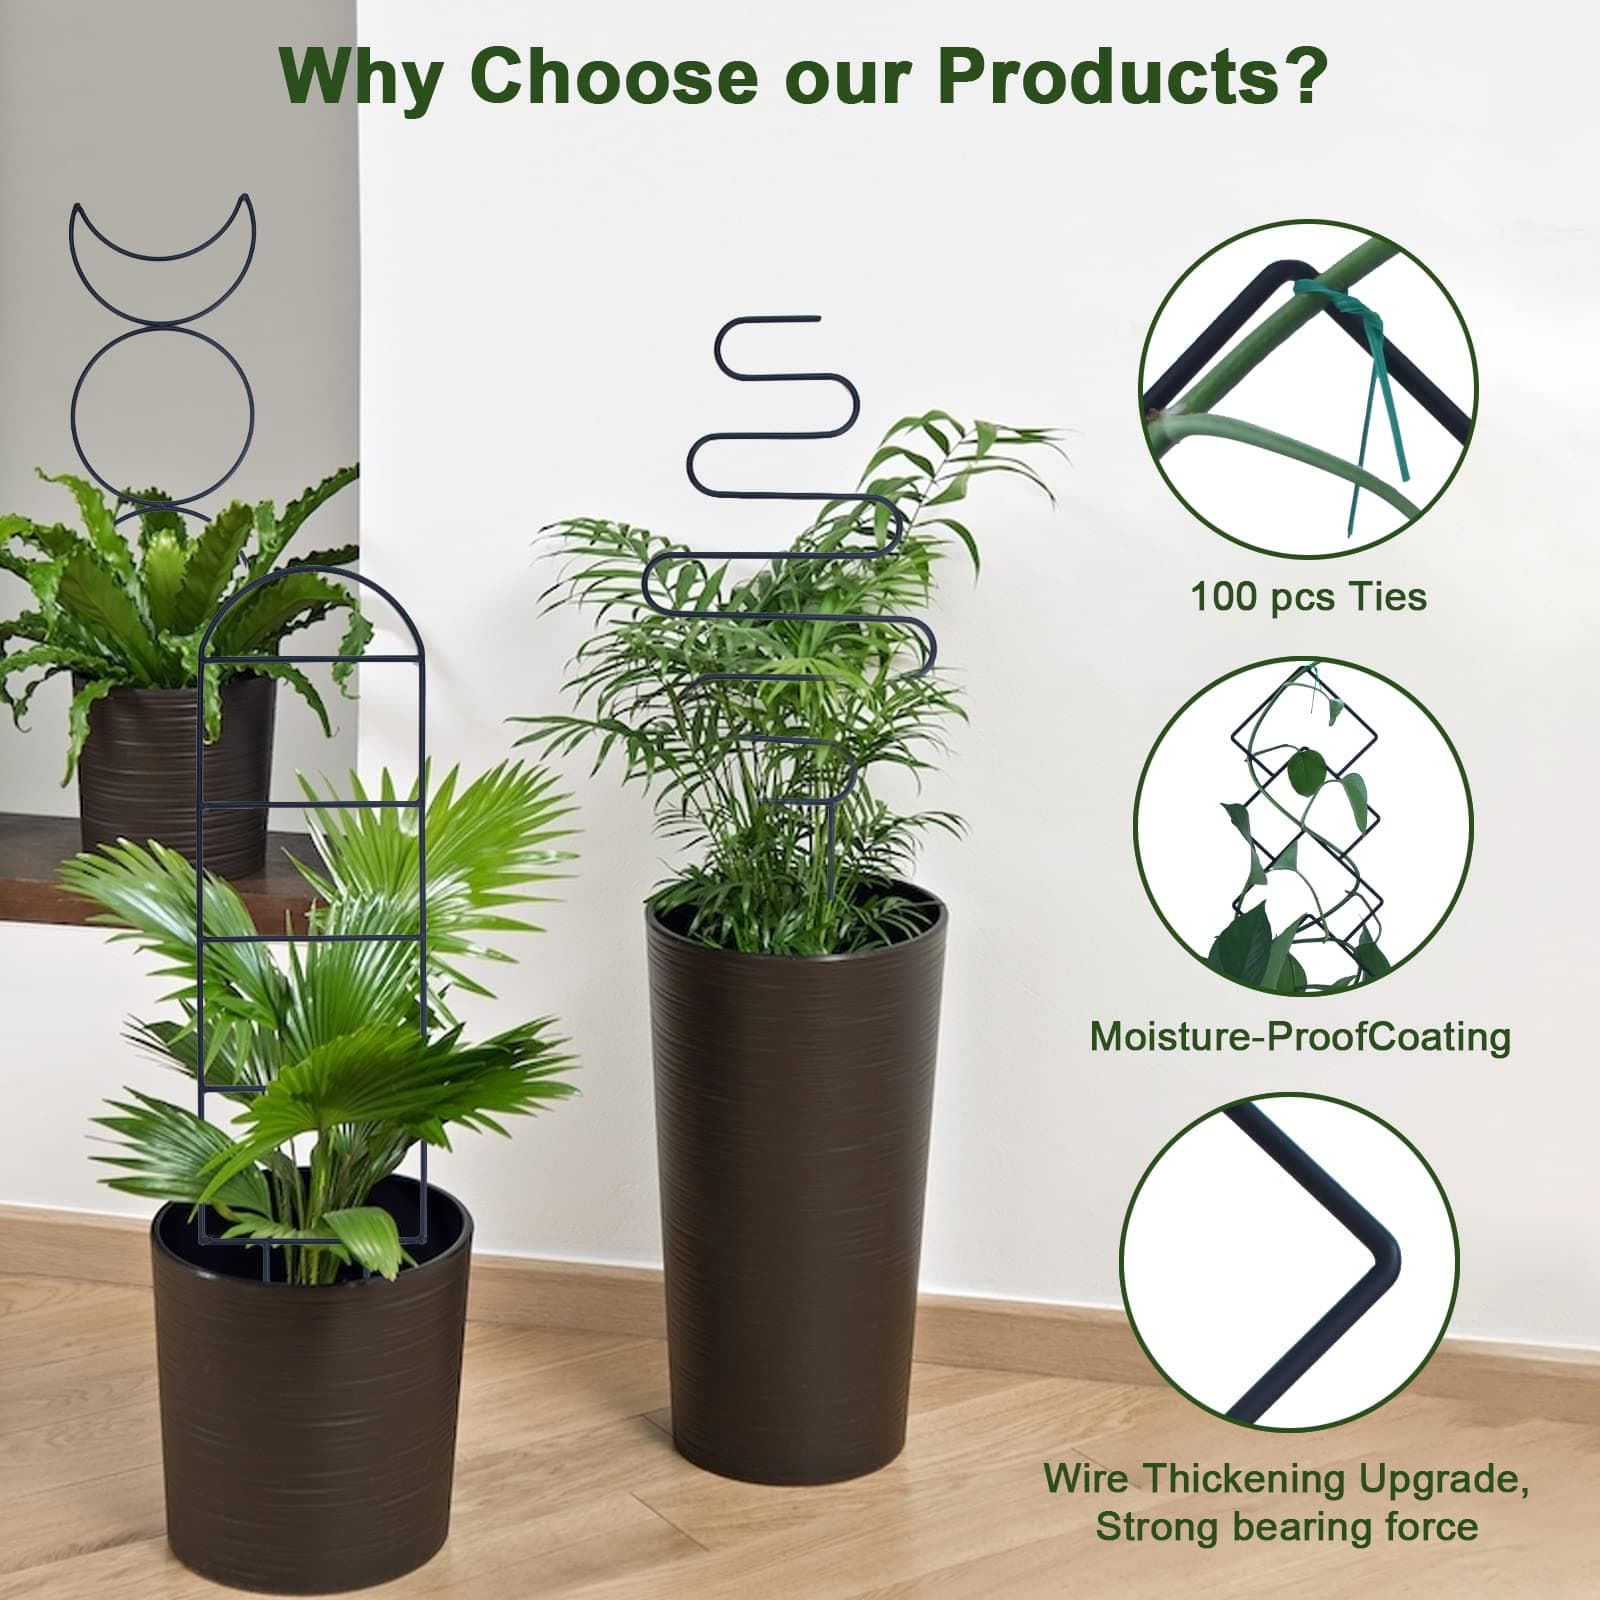 Why Choose our Products?
100 pcs Ties
Moisture-ProofCoating
Wire Thickening Upgrade,
Strong bearing force